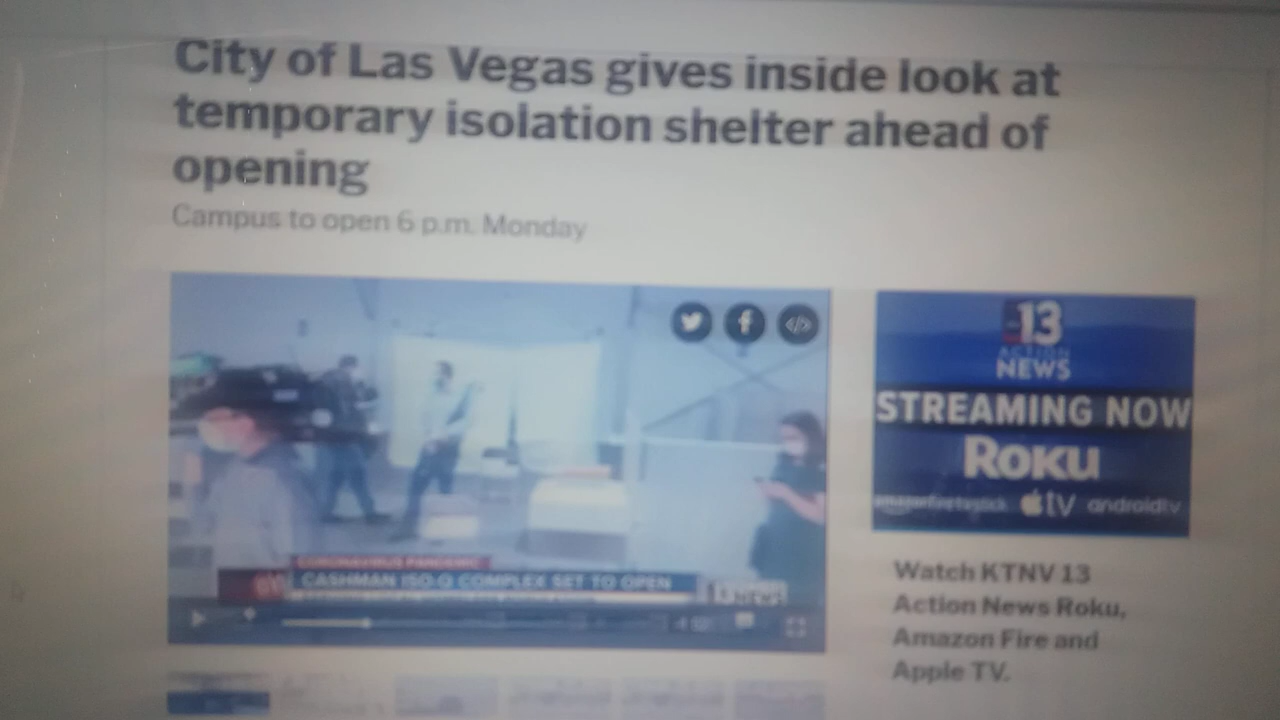 City of Las Vegas gives inside look at
temporary isolation shelter ahead of
opening
Campus to open 6 p.m. Monday
CORONAVIRUS PANDEMIC
CASHMAN ISO-Q COMPLEX SET TO OPEN
NEWS
13
ACTION
NEWS
STREAMING NOW
ROKU
amazonfiretvstick tv androidtv
Watch KTNV 13
Action News Roku,
Amazon Fire and
Apple TV.